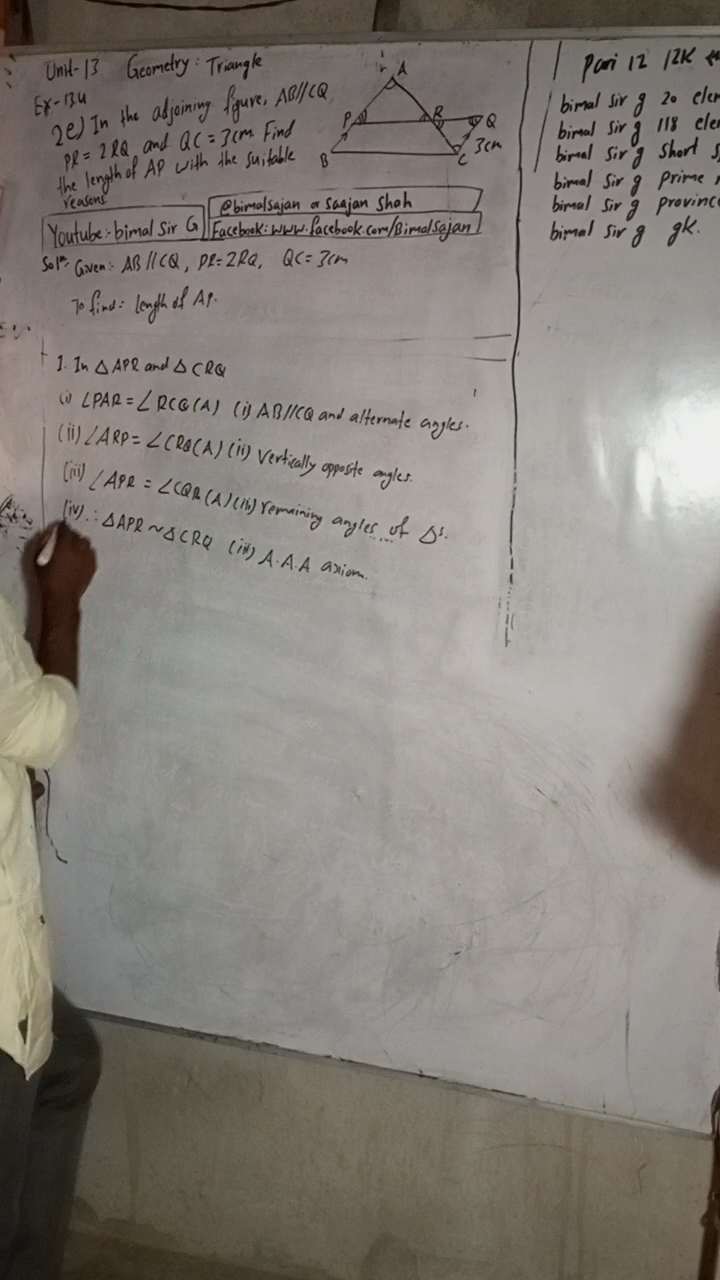 Unit-13 Geometry: Triangle
Ex-13.4
2e) In the adjoining figure, AB//CQ
PR = 2RQ and QC = 3cm Find
the length of AP with the suitable
reasons
A
P R Q
B C 3cm
Youtube:- bimal Sir G
@bimalsajan or Saajan Shah
Facebook: www.facebook.com/Bimalsajan
Solⁿ: Given:- AB//CQ, PR=2RQ, QC=3cm
To find:= length of AP.
1. In △APR and △CRQ
(i) ∠PAR=∠RCQ(A) (i) AB//CQ and alternate angles.
(ii) ∠ARP=∠CRQ(A) (ii) Vertically opposite angles.
(iii) ∠APR = ∠CQR(A) (iii) remaining angles of △ˢ.
(iv) ∴ △APR ~ △CRQ (iii) A.A.A axiom.
Pari 12 12K
bimal sir g 20 elem
bimal sir g 118 elem
bimal sir g short s
bimal sir g prime
bimal sir g province
bimal sir g gk.